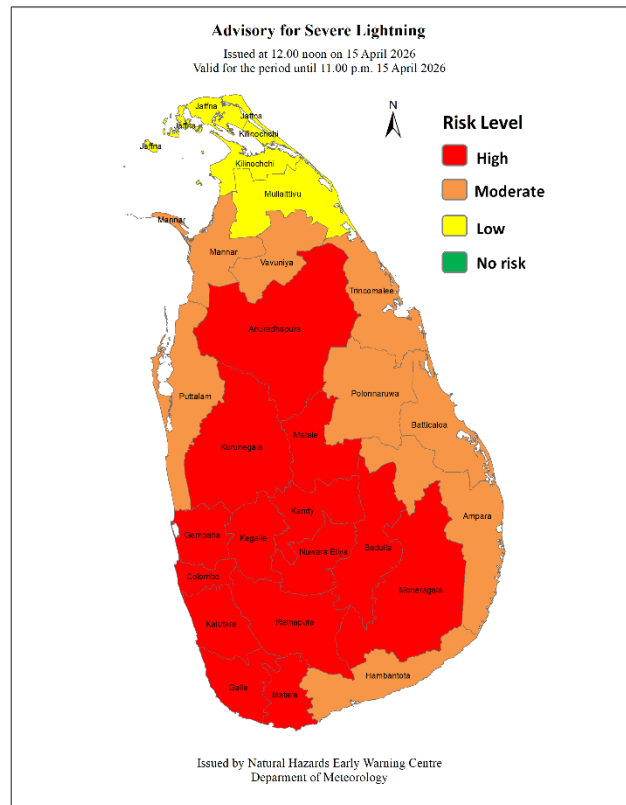 Advisory for Severe Lightning
Issued at 12.00 noon on 15 April 2026
Valid for the period until 11.00 p.m. 15 April 2026
N
Risk Level
High
Moderate
Low
No risk
Jaffna
Jaffna
Jaffna
Kilinochchi
Jaffna
Kilinochchi
Mullaittivu
Mannar
Mannar
Vavuniya
Trincomalee
Anuradhapura
Puttalam
Polonnaruwa
Batticaloa
Kurunegala
Matale
Ampara
Kandy
Gampaha
Kegalle
Nuwara Eliya
Badulla
Colombo
Moneragala
Kalutara
Ratnapura
Hambantota
Galle
Matara
Issued by Natural Hazards Early Warning Centre
Deparment of Meteorology